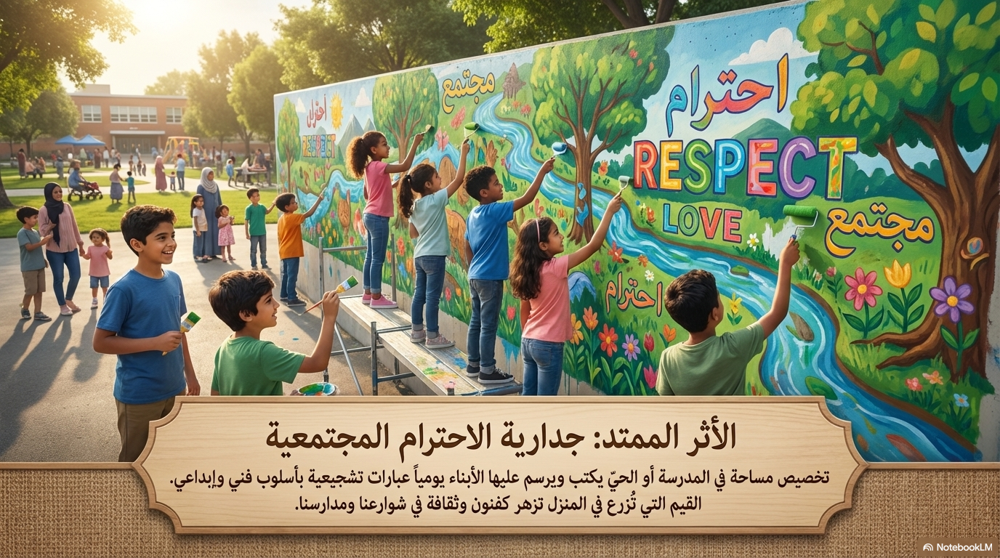 احترام
RESPECT
مجتمع
احترام
RESPECT
LOVE
مجتمع
احترام
الأثر الممتد: جدارية الاحترام المجتمعية
تخصيص مساحة في المدرسة أو الحيّ يكتب ويرسم عليها الأبناء يومياً عبارات تشجيعية بأسلوب فني وإبداعي.
القيم التي تُزرع في المنزل تزهر كفنون وثقافة في شوارعنا ومدارسنا.
NotebookLM